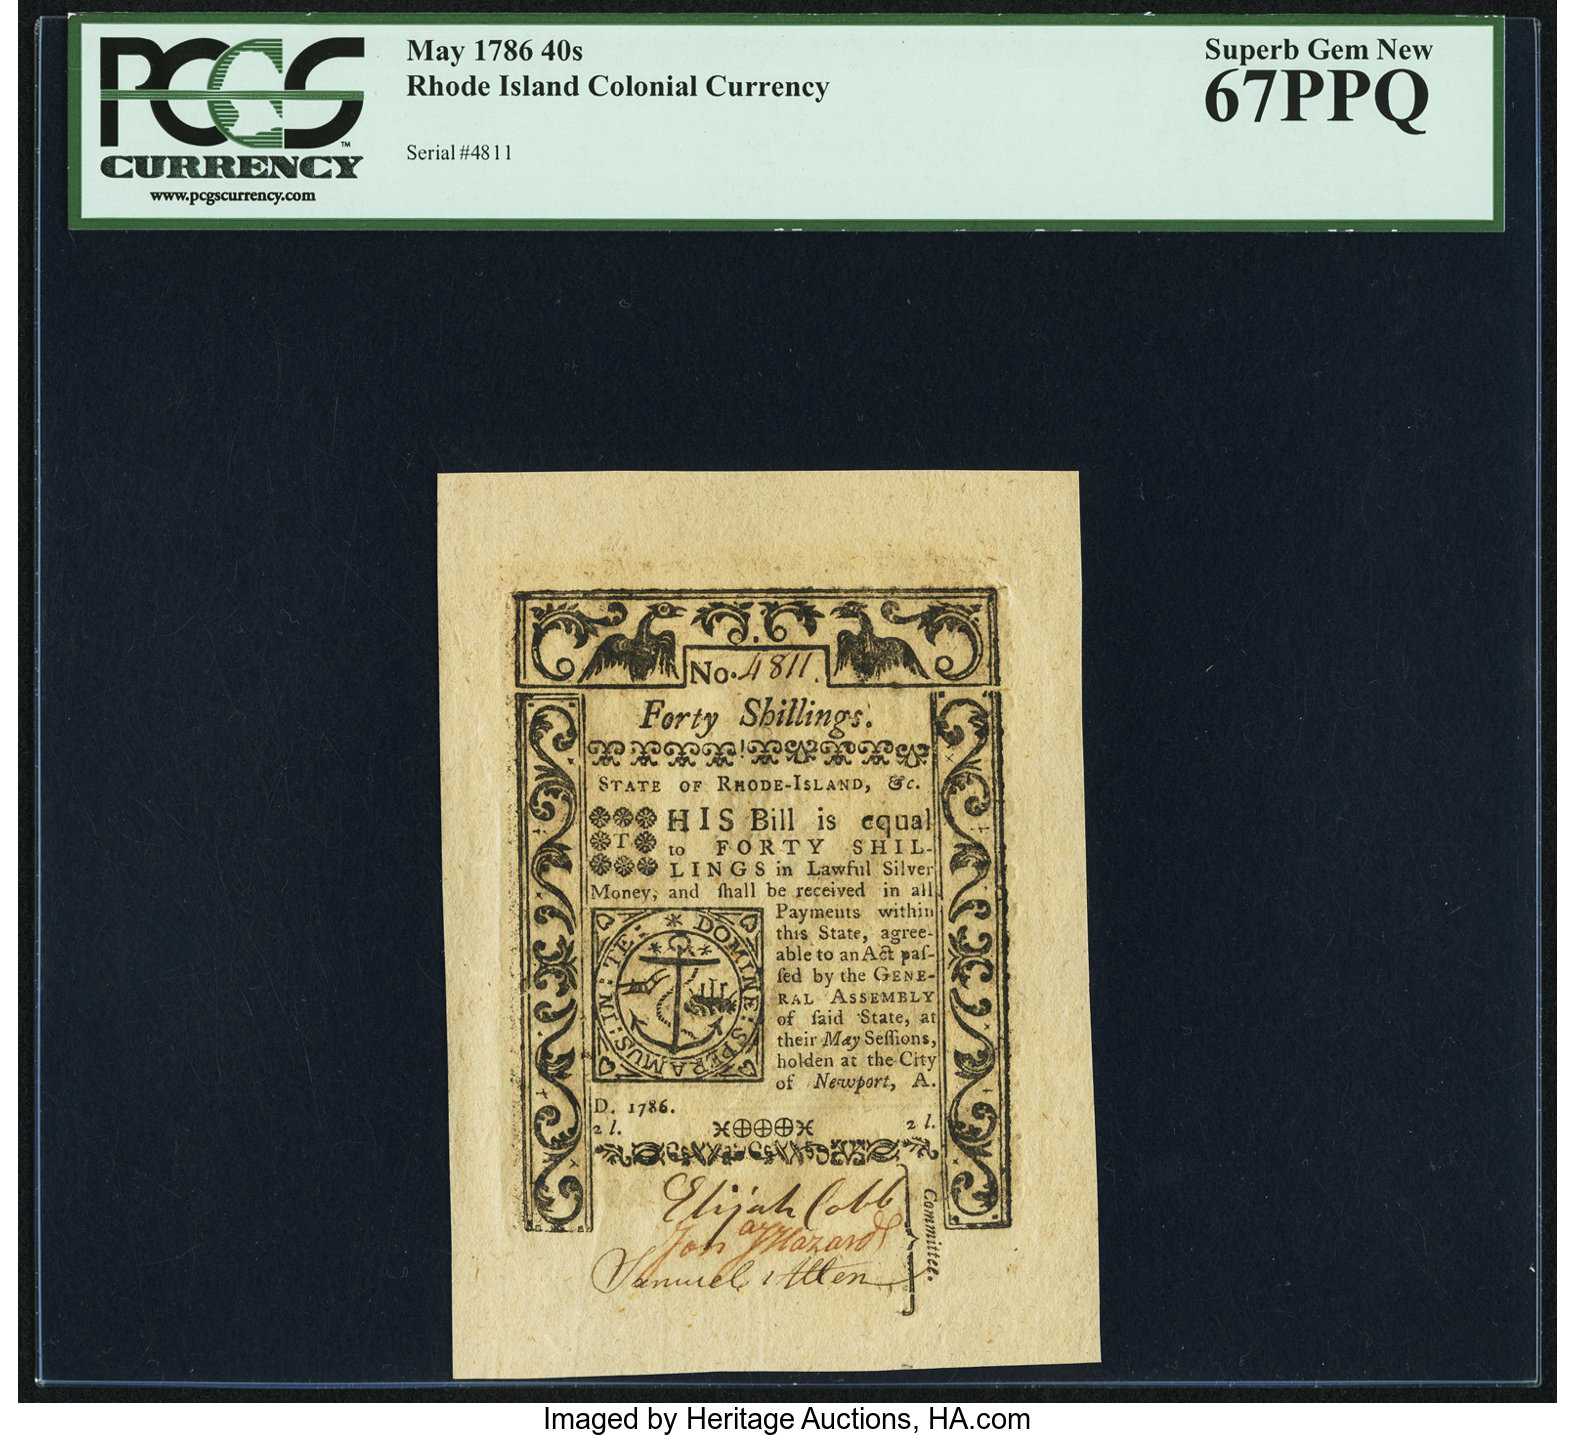 PCGS™
CURRENCY
www.pcgscurrency.com
May 1786 40s
Rhode Island Colonial Currency
Serial #4811
Superb Gem New
67PPQ
No. 4811.
Forty Shillings.
STATE OF RHODE-ISLAND, &c.
THIS Bill is equal
to FORTY SHIL-
LINGS in Lawful Silver
Money, and ſhall be received in all
Payments within
this State, agree-
able to an Act paſ-
ſed by the GENE-
RAL ASSEMBLY
of ſaid State, at
their May Seſſions,
holden at the City
of Newport, A.
D. 1786.
IN : TE : DOMINE : SPERAMUS :
2 l. 2 l.
Elijah Cobb
Jona J Hazard
Samuel Allen
Committee.
Imaged by Heritage Auctions, HA.com